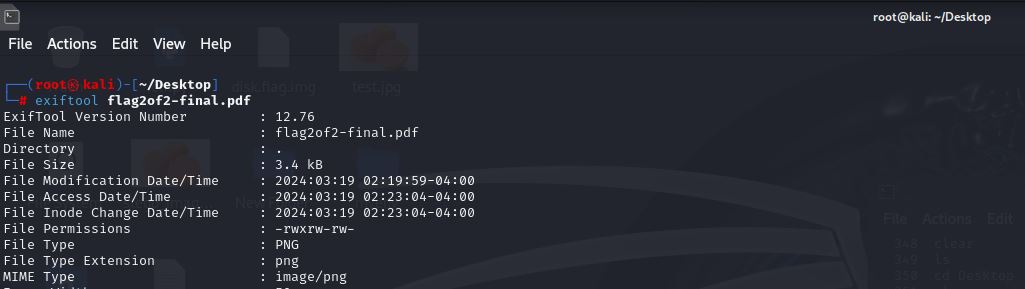 root@kali: ~/Desktop
File Actions Edit View Help
disk.flag.img
test.jpg
┌──(root㉿kali)-[~/Desktop]
└─# exiftool flag2of2-final.pdf
ExifTool Version Number : 12.76
File Name : flag2of2-final.pdf
Directory : .
File Size : 3.4 kB
File Modification Date/Time : 2024:03:19 02:19:59-04:00
File Access Date/Time : 2024:03:19 02:23:04-04:00
File Inode Change Date/Time : 2024:03:19 02:23:04-04:00
File Permissions : -rwxrw-rw-
File Type : PNG
File Type Extension : png
MIME Type : image/png
File Actions Edit
348 clear
349 ls
350 cd Desktop